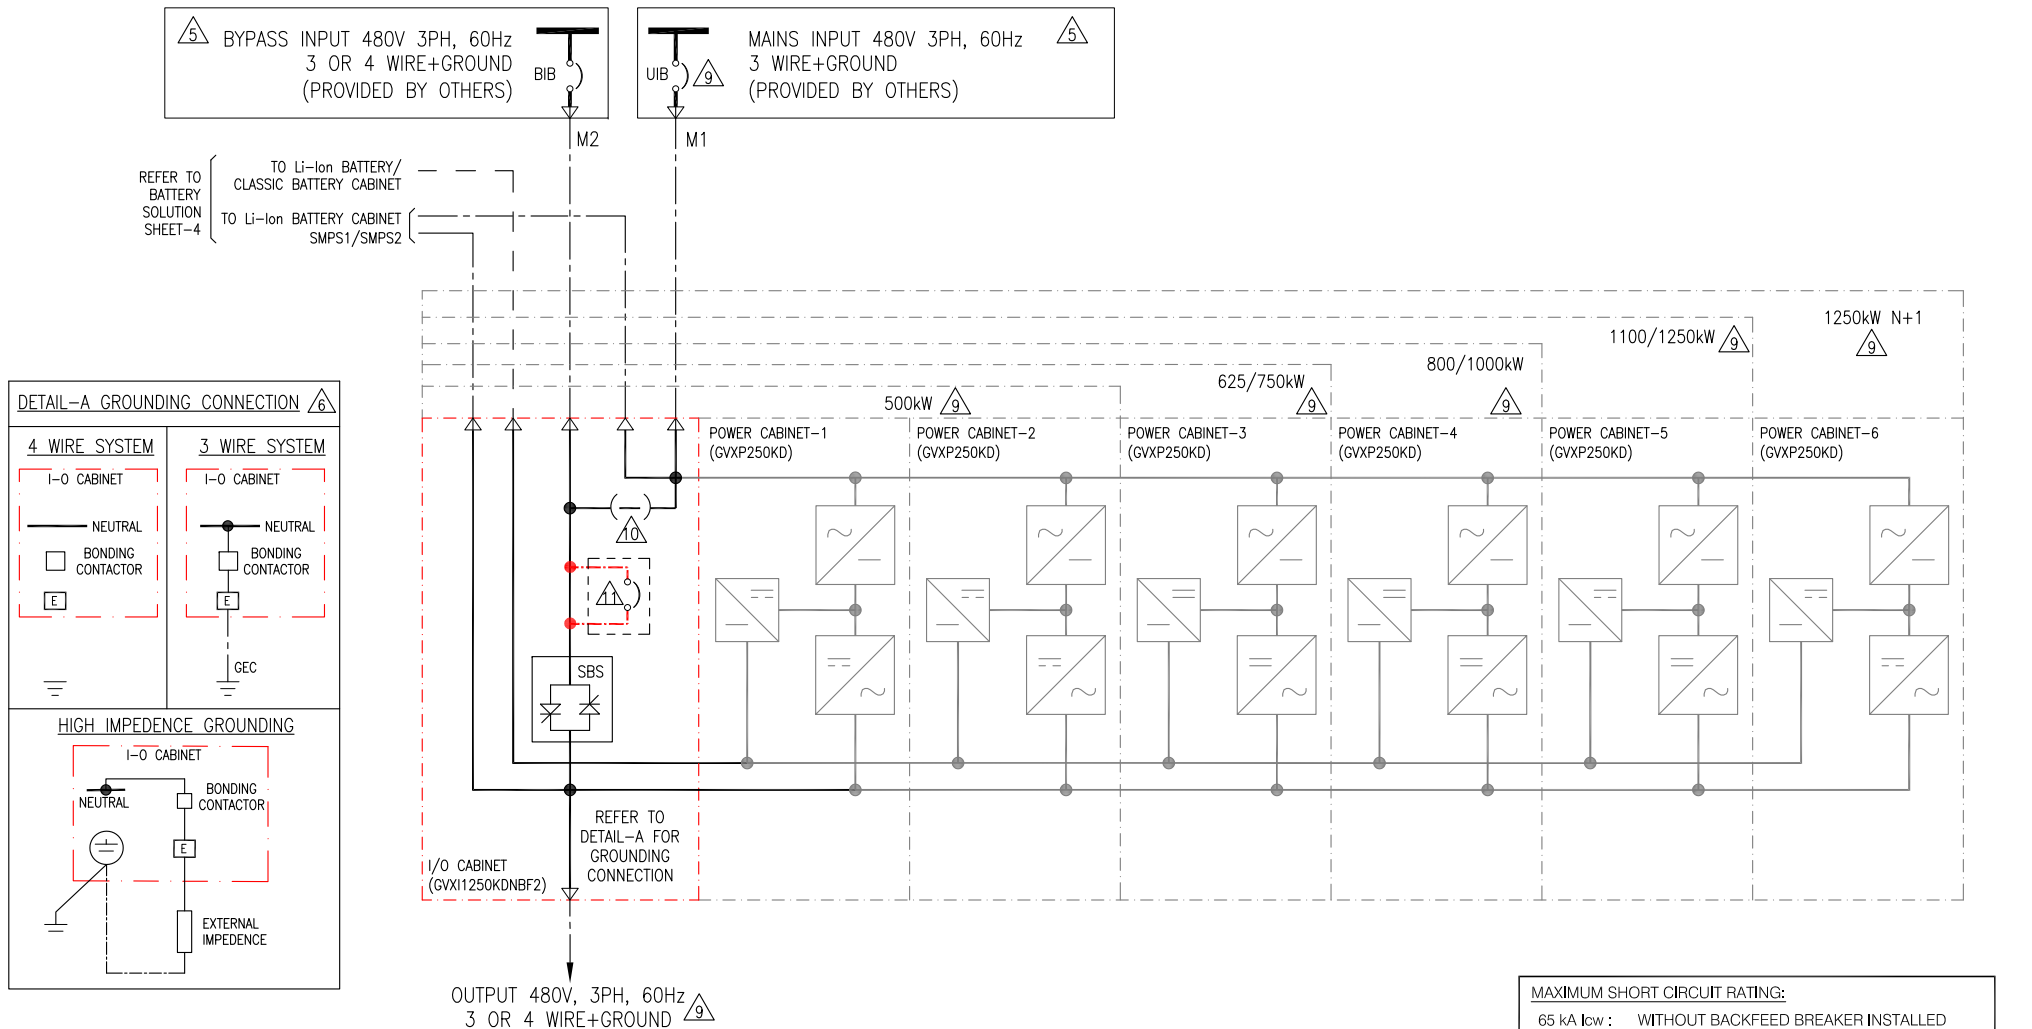 5
BYPASS INPUT 480V 3PH, 60Hz
3 OR 4 WIRE+GROUND
(PROVIDED BY OTHERS)
BIB
UIB
9
MAINS INPUT 480V 3PH, 60Hz
3 WIRE+GROUND
(PROVIDED BY OTHERS)
5
M2
M1
REFER TO
BATTERY
SOLUTION
SHEET-4
TO Li-Ion BATTERY/
CLASSIC BATTERY CABINET
TO Li-Ion BATTERY CABINET
SMPS1/SMPS2
1250kW N+1
9
1100/1250kW
9
800/1000kW
9
625/750kW
9
500kW
9
DETAIL-A GROUNDING CONNECTION
6
4 WIRE SYSTEM
I-O CABINET
NEUTRAL
BONDING
CONTACTOR
E
3 WIRE SYSTEM
I-O CABINET
NEUTRAL
BONDING
CONTACTOR
E
GEC
HIGH IMPEDENCE GROUNDING
I-O CABINET
NEUTRAL
BONDING
CONTACTOR
E
EXTERNAL
IMPEDENCE
POWER CABINET-1
(GVXP250KD)
POWER CABINET-2
(GVXP250KD)
POWER CABINET-3
(GVXP250KD)
POWER CABINET-4
(GVXP250KD)
POWER CABINET-5
(GVXP250KD)
POWER CABINET-6
(GVXP250KD)
10
11
SBS
REFER TO
DETAIL-A FOR
GROUNDING
CONNECTION
I/O CABINET
(GVXI1250KDNBF2)
OUTPUT 480V, 3PH, 60Hz
3 OR 4 WIRE+GROUND
9
MAXIMUM SHORT CIRCUIT RATING:
65 kA Icw : WITHOUT BACKFEED BREAKER INSTALLED